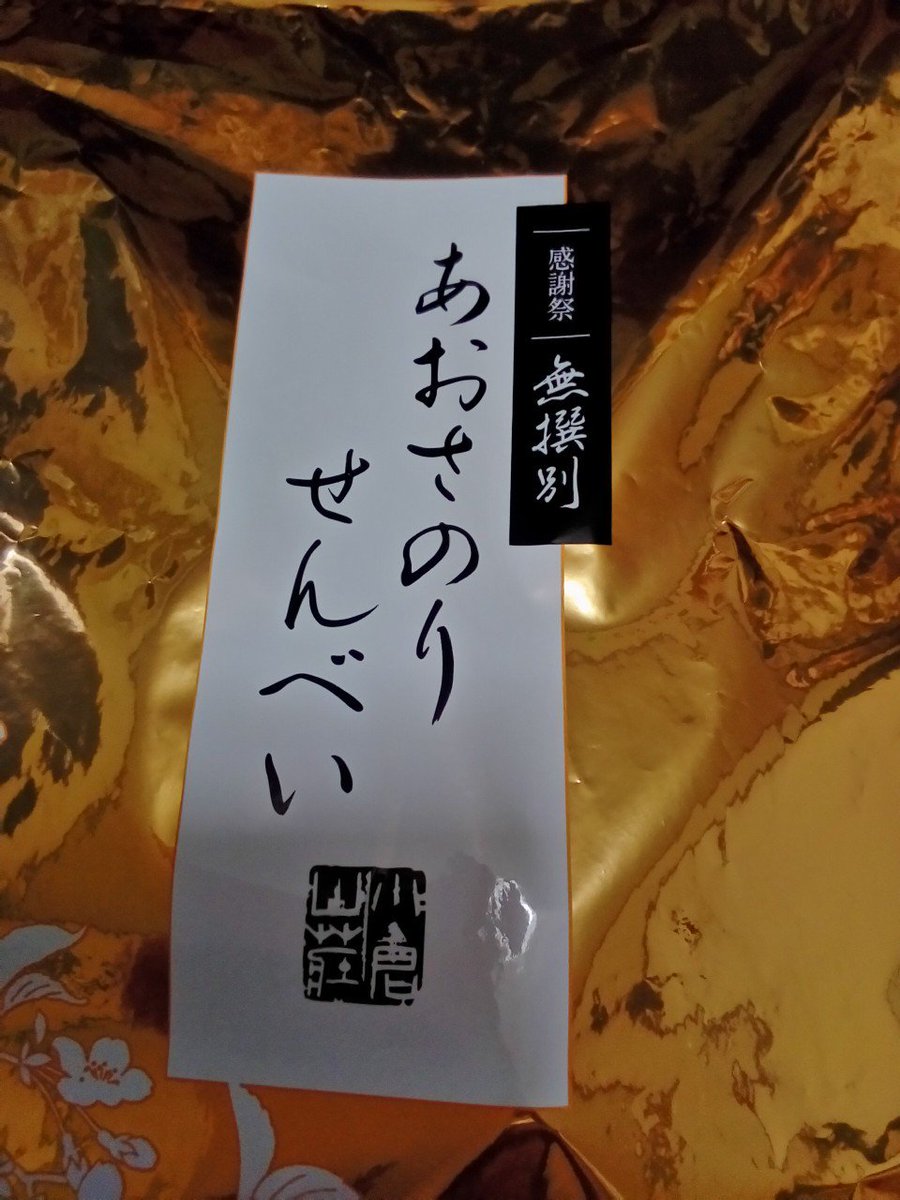 感謝祭
無撰別
あおさのり
せんべい
小倉
山荘